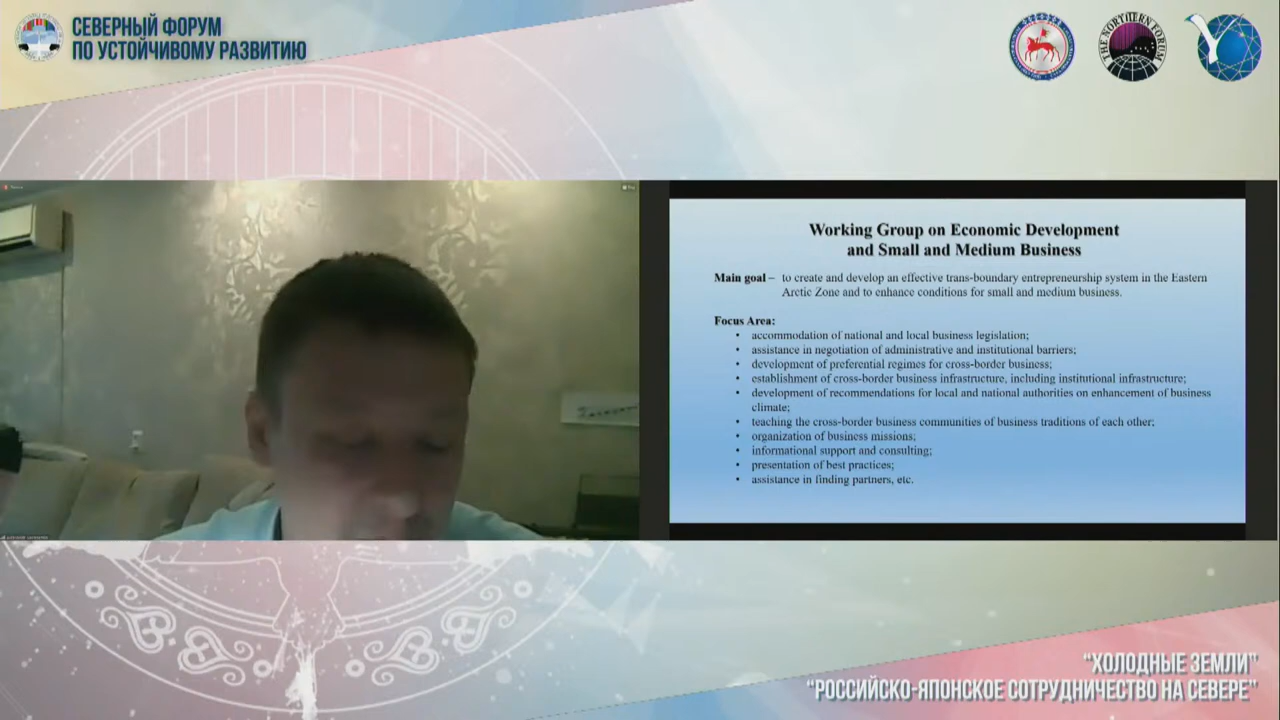 СЕВЕРНЫЙ ФОРУМ
ПО УСТОЙЧИВОМУ РАЗВИТИЮ
THE NORTHERN FORUM
Working Group on Economic Development
and Small and Medium Business
Main goal – to create and develop an effective trans-boundary entrepreneurship system in the Eastern
Arctic Zone and to enhance conditions for small and medium business.
Focus Area:
• accommodation of national and local business legislation;
• assistance in negotiation of administrative and institutional barriers;
• development of preferential regimes for cross-border business;
• establishment of cross-border business infrastructure, including institutional infrastructure;
• development of recommendations for local and national authorities on enhancement of business
climate;
• teaching the cross-border business communities of business traditions of each other;
• organization of business missions;
• informational support and consulting;
• presentation of best practices;
• assistance in finding partners, etc.
“ХОЛОДНЫЕ ЗЕМЛИ”
“РОССИЙСКО-ЯПОНСКОЕ СОТРУДНИЧЕСТВО НА СЕВЕРЕ”